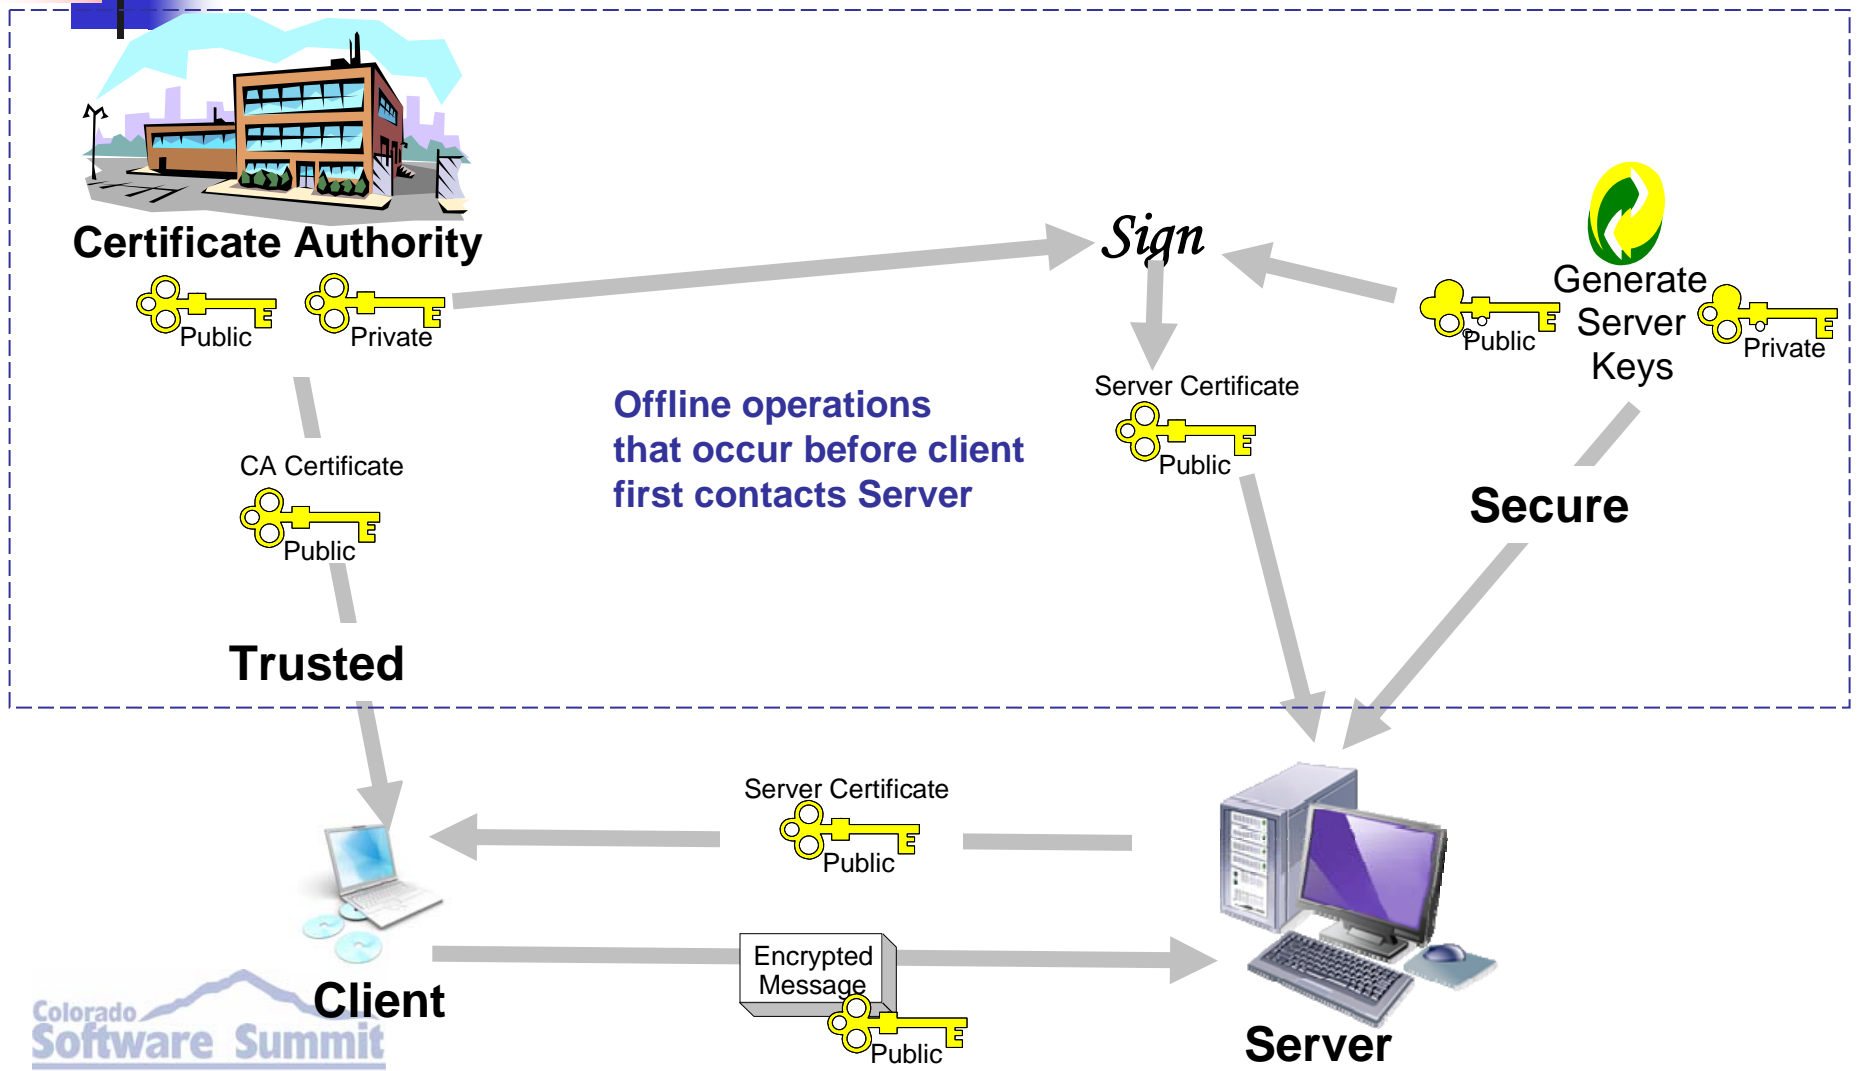 Certificate Authority
Public
Private
Sign
Generate
Server
Keys
Public
Private
Server Certificate
Public
Offline operations
that occur before client
first contacts Server
CA Certificate
Public
Secure
Trusted
Server Certificate
Public
Encrypted
Message
Public
Client
Server
Colorado
Software Summit